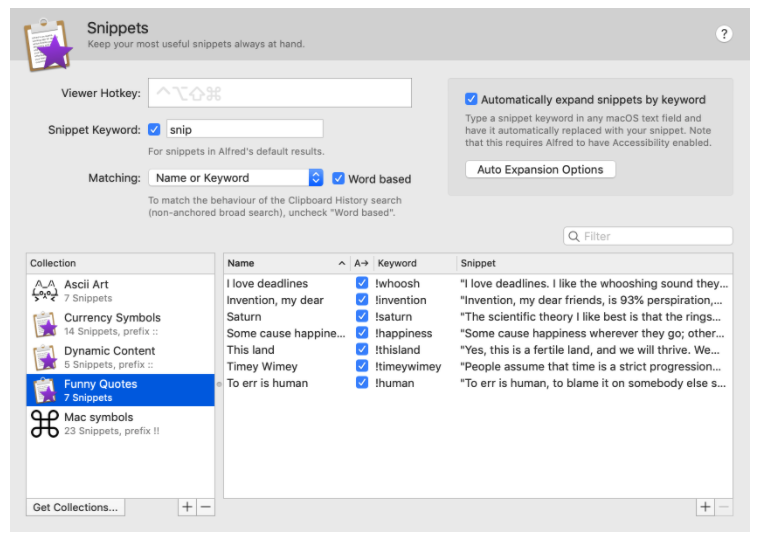 Snippets
Keep your most useful snippets always at hand.
?
Viewer Hotkey: ^⌥⇧⌘
Snippet Keyword: snip
For snippets in Alfred's default results.
Matching: Name or Keyword Word based
To match the behaviour of the Clipboard History search
(non-anchored broad search), uncheck "Word based".
Automatically expand snippets by keyword
Type a snippet keyword in any macOS text field and
have it automatically replaced with your snippet. Note
that this requires Alfred to have Accessibility enabled.
Auto Expansion Options
Filter
Collection
Ascii Art
7 Snippets
Currency Symbols
14 Snippets, prefix ::
Dynamic Content
5 Snippets, prefix ::
Funny Quotes
7 Snippets
Mac symbols
23 Snippets, prefix !!
Get Collections...
+ −
Name A→ Keyword Snippet
I love deadlines !whoosh "I love deadlines. I like the whooshing sound they...
Invention, my dear !invention "Invention, my dear friends, is 93% perspiration,...
Saturn !saturn "The scientific theory I like best is that the rings...
Some cause happine... !happiness "Some cause happiness wherever they go; other...
This land !thisland "Yes, this is a fertile land, and we will thrive. We...
Timey Wimey !timeywimey "People assume that time is a strict progression...
To err is human !human "To err is human, to blame it on somebody else s...
+ −